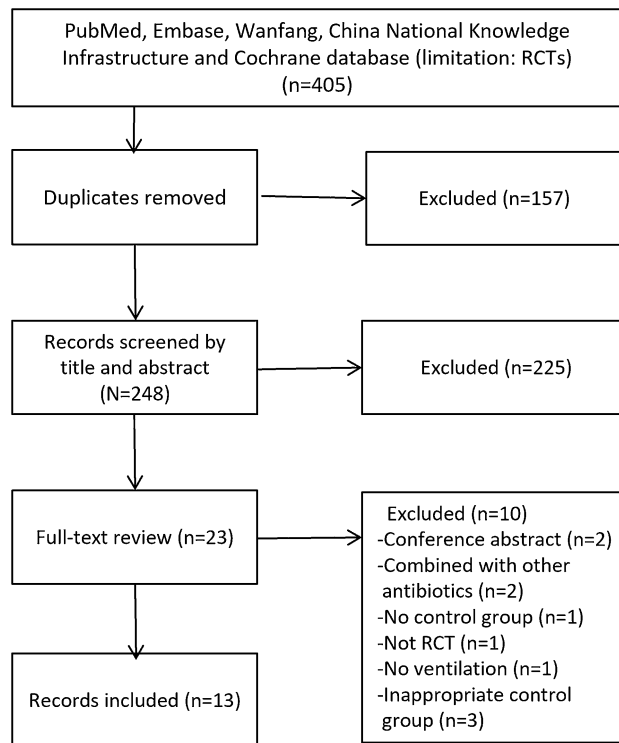 PubMed, Embase, Wanfang, China National Knowledge
Infrastructure and Cochrane database (limitation: RCTs)
(n=405)
Duplicates removed
Excluded (n=157)
Records screened by
title and abstract
(N=248)
Excluded (n=225)
Full-text review (n=23)
Excluded (n=10)
-Conference abstract (n=2)
-Combined with other
antibiotics (n=2)
-No control group (n=1)
-Not RCT (n=1)
-No ventilation (n=1)
-Inappropriate control
group (n=3)
Records included (n=13)